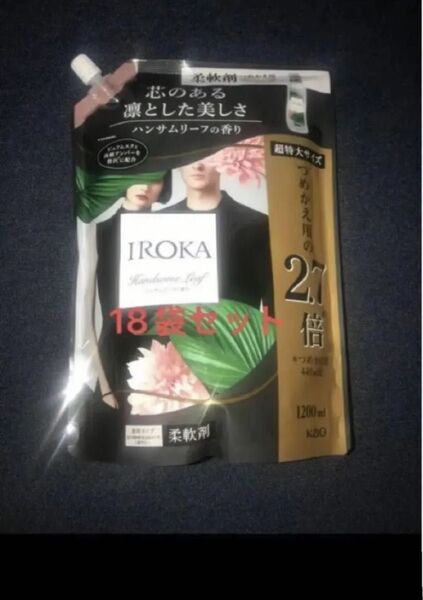 柔軟剤
芯のある
凛とした美しさ
ハンサムリーフの香り
超特大サイズ
つめかえ用の
2.7
倍
IROKA
Handsome Leaf
18袋セット
1200ml
Kao
柔軟剤